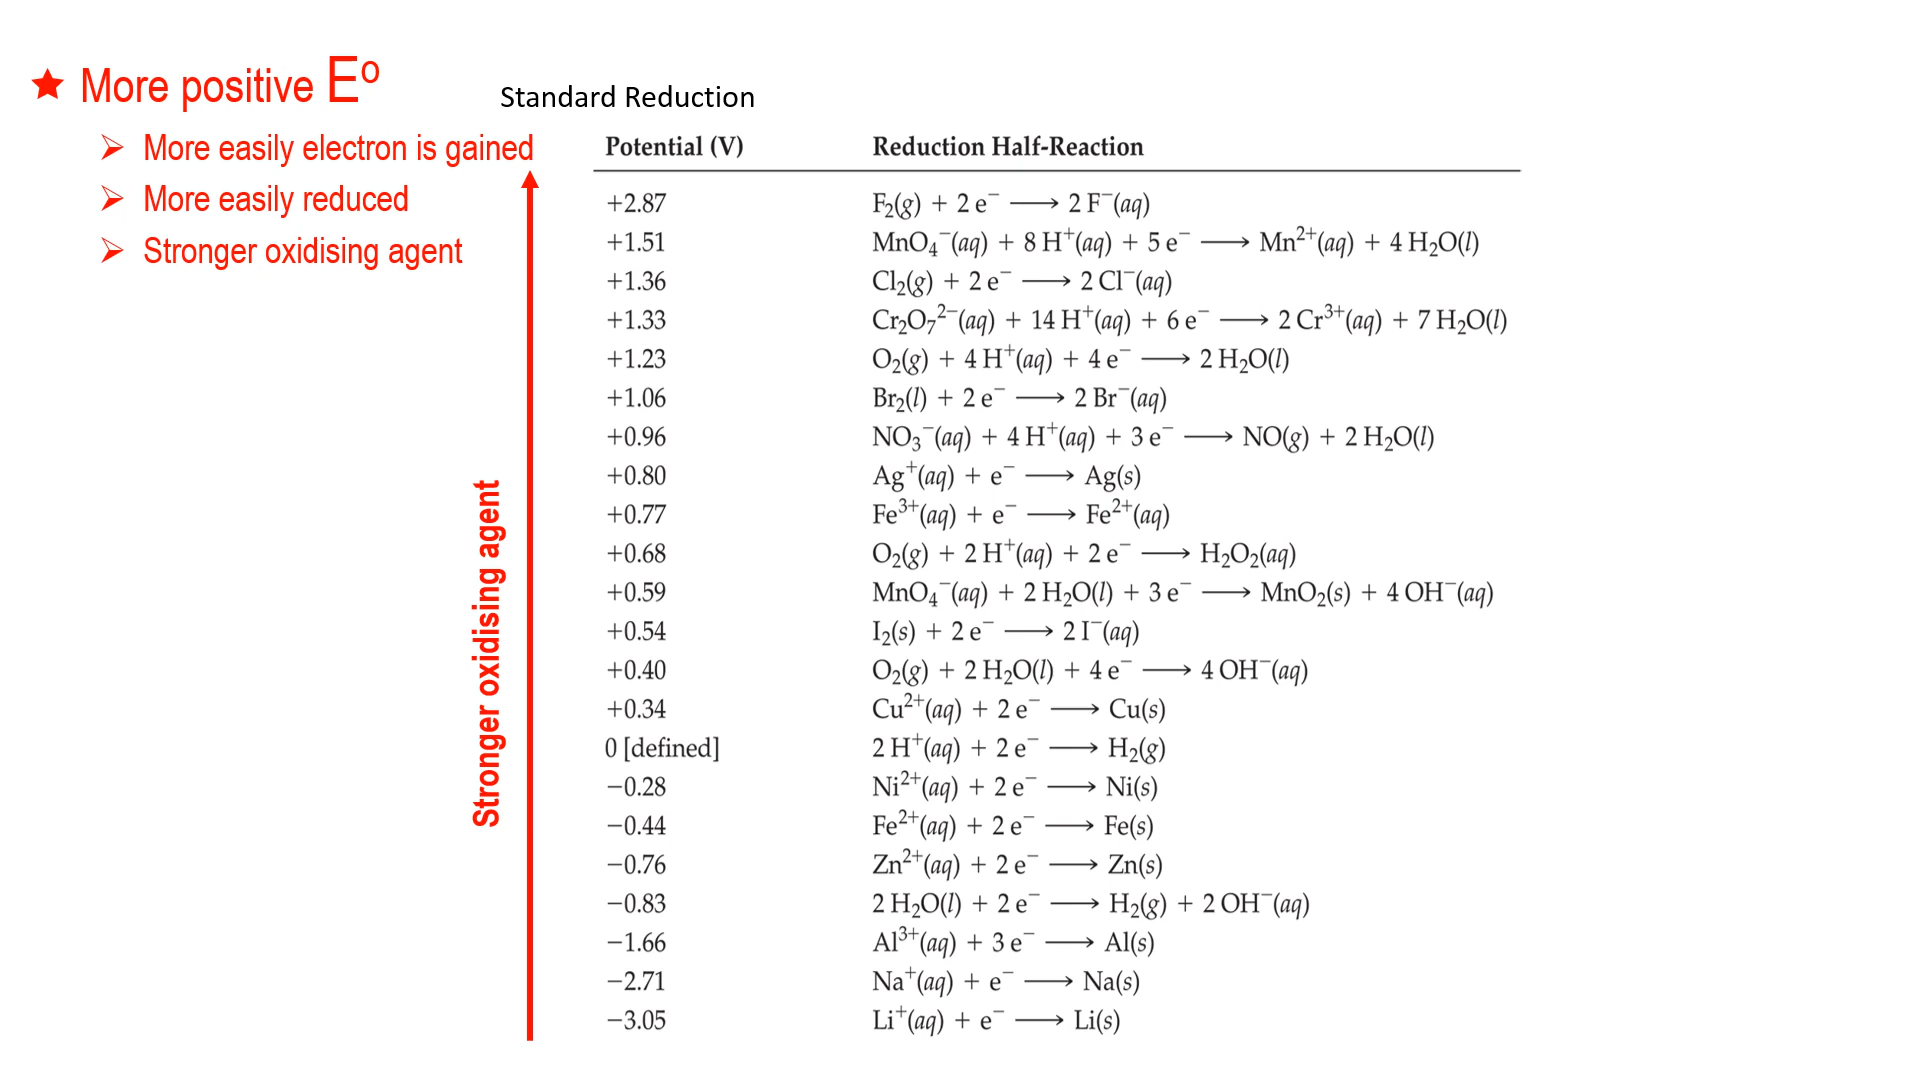 ★ More positive Eº
➢ More easily electron is gained
➢ More easily reduced
➢ Stronger oxidising agent
Stronger oxidising agent
Standard Reduction
Potential (V) Reduction Half-Reaction
+2.87 F₂(g) + 2 e⁻ ⟶ 2 F⁻(aq)
+1.51 MnO₄⁻(aq) + 8 H⁺(aq) + 5 e⁻ ⟶ Mn²⁺(aq) + 4 H₂O(l)
+1.36 Cl₂(g) + 2 e⁻ ⟶ 2 Cl⁻(aq)
+1.33 Cr₂O₇²⁻(aq) + 14 H⁺(aq) + 6 e⁻ ⟶ 2 Cr³⁺(aq) + 7 H₂O(l)
+1.23 O₂(g) + 4 H⁺(aq) + 4 e⁻ ⟶ 2 H₂O(l)
+1.06 Br₂(l) + 2 e⁻ ⟶ 2 Br⁻(aq)
+0.96 NO₃⁻(aq) + 4 H⁺(aq) + 3 e⁻ ⟶ NO(g) + 2 H₂O(l)
+0.80 Ag⁺(aq) + e⁻ ⟶ Ag(s)
+0.77 Fe³⁺(aq) + e⁻ ⟶ Fe²⁺(aq)
+0.68 O₂(g) + 2 H⁺(aq) + 2 e⁻ ⟶ H₂O₂(aq)
+0.59 MnO₄⁻(aq) + 2 H₂O(l) + 3 e⁻ ⟶ MnO₂(s) + 4 OH⁻(aq)
+0.54 I₂(s) + 2 e⁻ ⟶ 2 I⁻(aq)
+0.40 O₂(g) + 2 H₂O(l) + 4 e⁻ ⟶ 4 OH⁻(aq)
+0.34 Cu²⁺(aq) + 2 e⁻ ⟶ Cu(s)
0 [defined] 2 H⁺(aq) + 2 e⁻ ⟶ H₂(g)
−0.28 Ni²⁺(aq) + 2 e⁻ ⟶ Ni(s)
−0.44 Fe²⁺(aq) + 2 e⁻ ⟶ Fe(s)
−0.76 Zn²⁺(aq) + 2 e⁻ ⟶ Zn(s)
−0.83 2 H₂O(l) + 2 e⁻ ⟶ H₂(g) + 2 OH⁻(aq)
−1.66 Al³⁺(aq) + 3 e⁻ ⟶ Al(s)
−2.71 Na⁺(aq) + e⁻ ⟶ Na(s)
−3.05 Li⁺(aq) + e⁻ ⟶ Li(s)